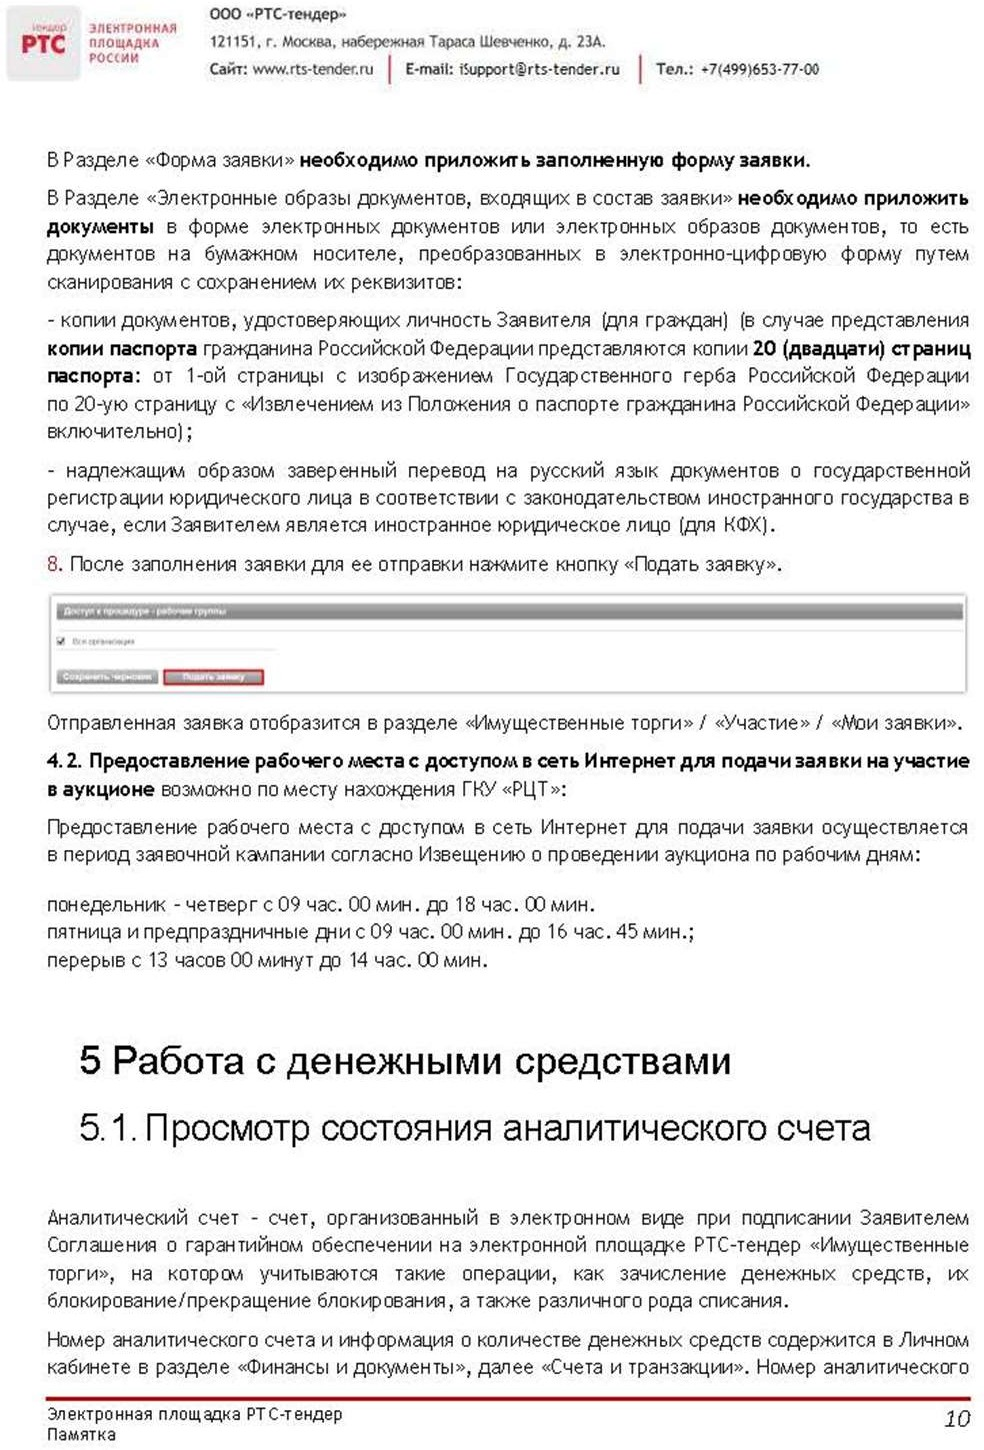 тендер
РТС
ЭЛЕКТРОННАЯ
ПЛОЩАДКА
РОССИИ
ООО «РТС-тендер»
121151, г. Москва, набережная Тараса Шевченко, д. 23А.
Сайт: www.rts-tender.ru | E-mail: iSupport@rts-tender.ru | Тел.: +7(499)653-77-00
В Разделе «Форма заявки» необходимо приложить заполненную форму заявки.
В Разделе «Электронные образы документов, входящих в состав заявки» необходимо приложить
документы в форме электронных документов или электронных образов документов, то есть
документов на бумажном носителе, преобразованных в электронно-цифровую форму путем
сканирования с сохранением их реквизитов:
- копии документов, удостоверяющих личность Заявителя (для граждан) (в случае представления
копии паспорта гражданина Российской Федерации представляются копии 20 (двадцати) страниц
паспорта: от 1-ой страницы с изображением Государственного герба Российской Федерации
по 20-ую страницу с «Извлечением из Положения о паспорте гражданина Российской Федерации»
включительно);
- надлежащим образом заверенный перевод на русский язык документов о государственной
регистрации юридического лица в соответствии с законодательством иностранного государства в
случае, если Заявителем является иностранное юридическое лицо (для КФХ).
8. После заполнения заявки для ее отправки нажмите кнопку «Подать заявку».
Доступ к процедуре - рабочие группы
Вся организация
Сохранить черновик Подать заявку
Отправленная заявка отобразится в разделе «Имущественные торги» / «Участие» / «Мои заявки».
4.2. Предоставление рабочего места с доступом в сеть Интернет для подачи заявки на участие
в аукционе возможно по месту нахождения ГКУ «РЦТ»:
Предоставление рабочего места с доступом в сеть Интернет для подачи заявки осуществляется
в период заявочной кампании согласно Извещению о проведении аукциона по рабочим дням:
понедельник - четверг с 09 час. 00 мин. до 18 час. 00 мин.
пятница и предпраздничные дни с 09 час. 00 мин. до 16 час. 45 мин.;
перерыв с 13 часов 00 минут до 14 час. 00 мин.
5 Работа с денежными средствами
5.1. Просмотр состояния аналитического счета
Аналитический счет - счет, организованный в электронном виде при подписании Заявителем
Соглашения о гарантийном обеспечении на электронной площадке РТС-тендер «Имущественные
торги», на котором учитываются такие операции, как зачисление денежных средств, их
блокирование/прекращение блокирования, а также различного рода списания.
Номер аналитического счета и информация о количестве денежных средств содержится в Личном
кабинете в разделе «Финансы и документы», далее «Счета и транзакции». Номер аналитического
Электронная площадка РТС-тендер
Памятка
10